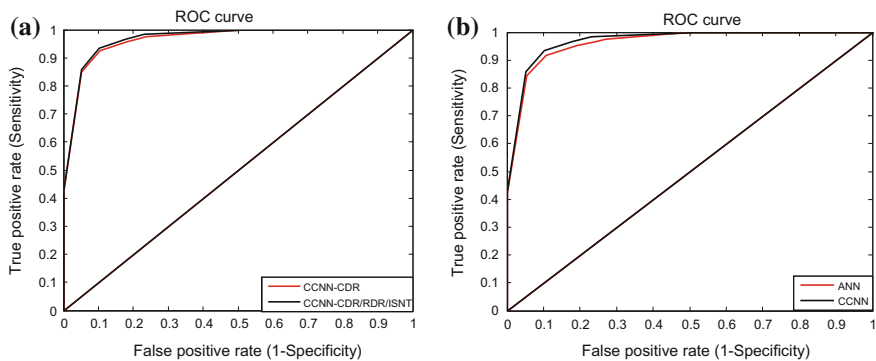 (a)
ROC curve
True positive rate (Sensitivity)
1
0.9
0.8
0.7
0.6
0.5
0.4
0.3
0.2
0.1
0
CCNN-CDR
CCNN-CDR/RDR/ISNT
0 0.1 0.2 0.3 0.4 0.5 0.6 0.7 0.8 0.9 1
False positive rate (1-Specificity)
(b)
ROC curve
True positive rate (Sensitivity)
1
0.9
0.8
0.7
0.6
0.5
0.4
0.3
0.2
0.1
0
ANN
CCNN
0 0.1 0.2 0.3 0.4 0.5 0.6 0.7 0.8 0.9 1
False positive rate (1-Specificity)